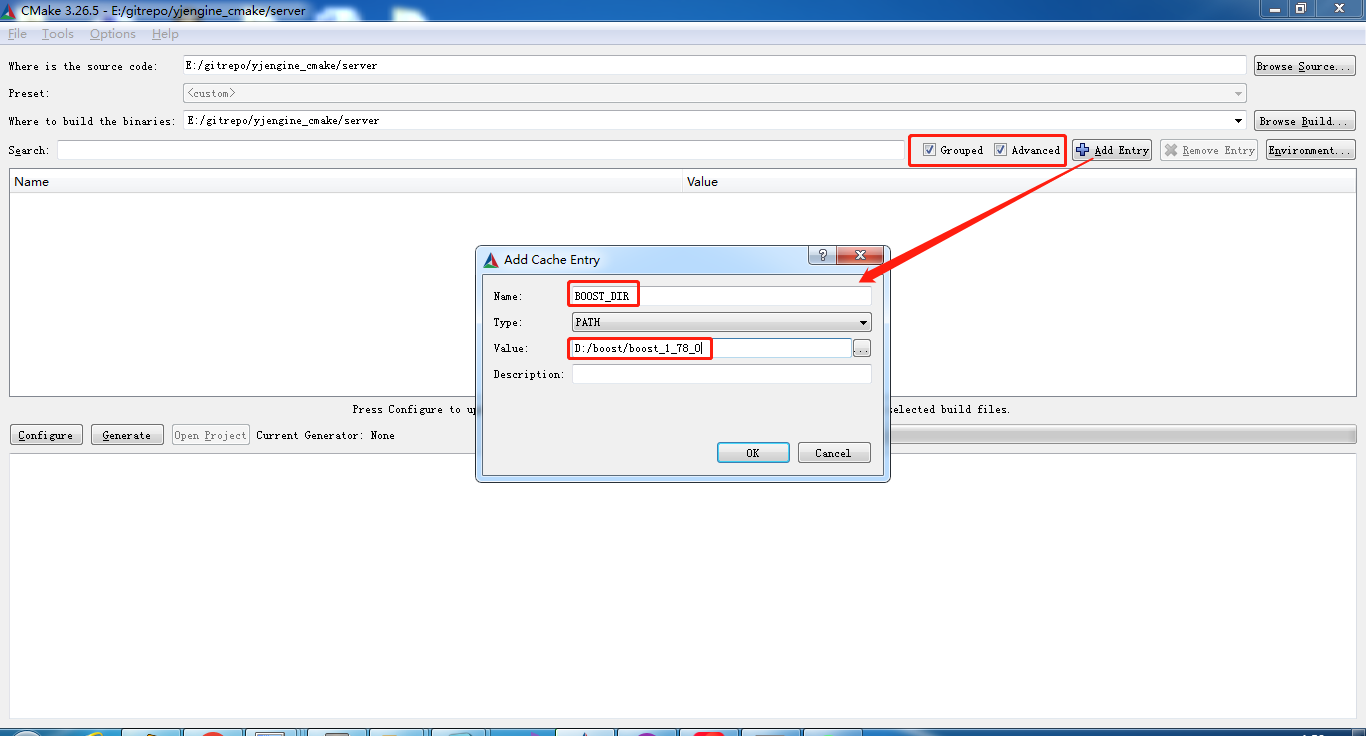 CMake 3.26.5 - E:/gitrepo/yjengine_cmake/server
File Tools Options Help
Where is the source code: E:/gitrepo/yjengine_cmake/server Browse Source...
Preset: <custom>
Where to build the binaries: E:/gitrepo/yjengine_cmake/server Browse Build...
Search: Grouped Advanced Add Entry Remove Entry Environment...
Name Value
Add Cache Entry
Name: BOOST_DIR
Type: PATH
Value: D:/boost/boost_1_78_0 ...
Description:
OK Cancel
Press Configure to selected build files.
Configure Generate Open Project Current Generator: None